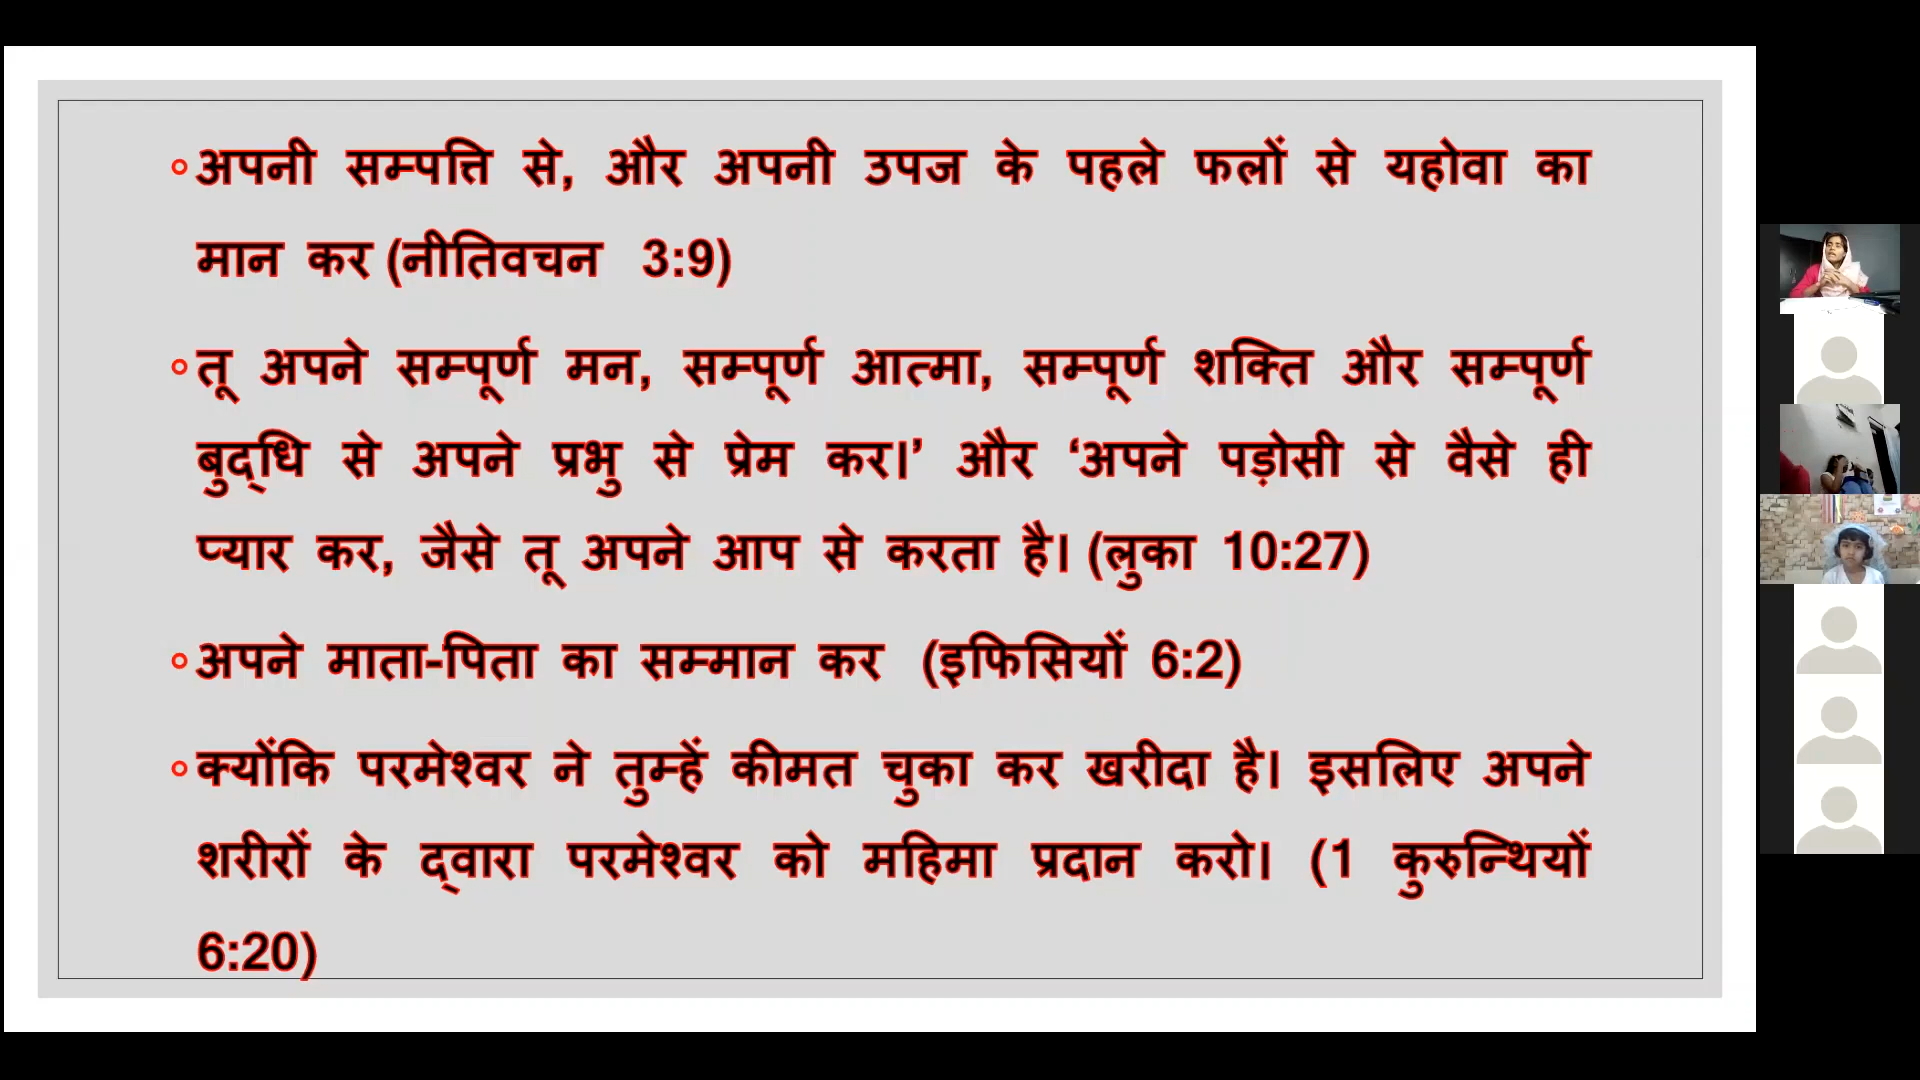 ◦अपनी सम्पत्ति से, और अपनी उपज के पहले फलों से यहोवा का
मान कर (नीतिवचन 3:9)
◦तू अपने सम्पूर्ण मन, सम्पूर्ण आत्मा, सम्पूर्ण शक्ति और सम्पूर्ण
बुद्धि से अपने प्रभु से प्रेम कर।’ और ‘अपने पड़ोसी से वैसे ही
प्यार कर, जैसे तू अपने आप से करता है। (लुका 10:27)
◦अपने माता-पिता का सम्मान कर (इफिसियों 6:2)
◦क्योंकि परमेश्वर ने तुम्हें कीमत चुका कर खरीदा है। इसलिए अपने
शरीरों के द्वारा परमेश्वर को महिमा प्रदान करो। (1 कुरुन्थियों
6:20)